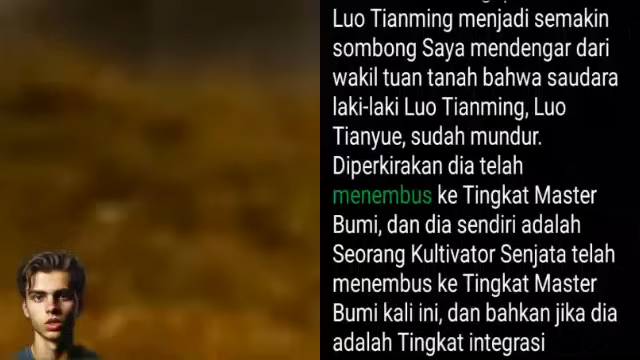 Luo Tianming menjadi semakin
sombong Saya mendengar dari
wakil tuan tanah bahwa saudara
laki-laki Luo Tianming, Luo
Tianyue, sudah mundur.
Diperkirakan dia telah
menembus ke Tingkat Master
Bumi, dan dia sendiri adalah
Seorang Kultivator Senjata telah
menembus ke Tingkat Master
Bumi kali ini, dan bahkan jika dia
adalah Tingkat integrasi